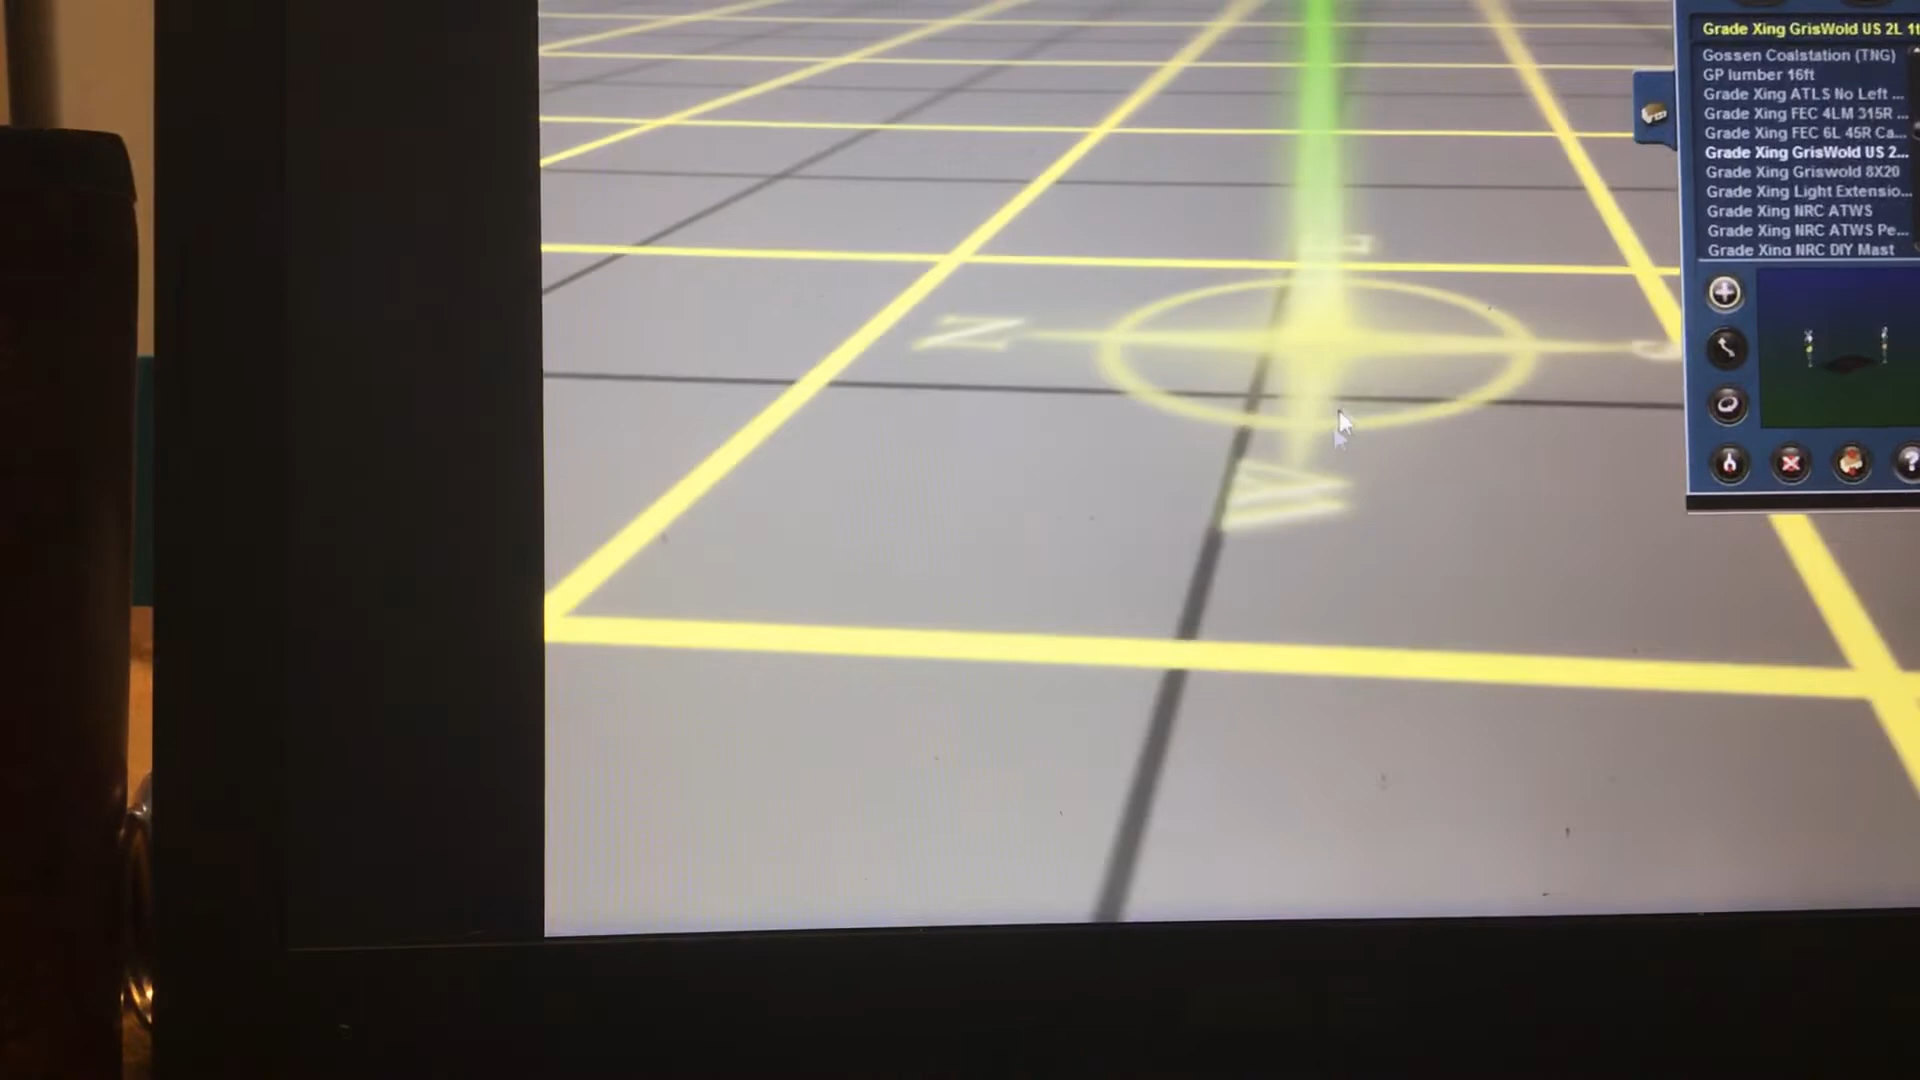 Grade Xing GrisWold US 2L 1t
Gossen Coalstation (TNG)
GP lumber 16ft
Grade Xing ATLS No Left ...
Grade Xing FEC 4LM 315R ...
Grade Xing FEC 6L 45R Ca...
Grade Xing GrisWold US 2...
Grade Xing Griswold 8X20
Grade Xing Light Extensio...
Grade Xing NRC ATWS
Grade Xing NRC ATWS Pe...
Grade Xing NRC DIY Mast
N
W
?